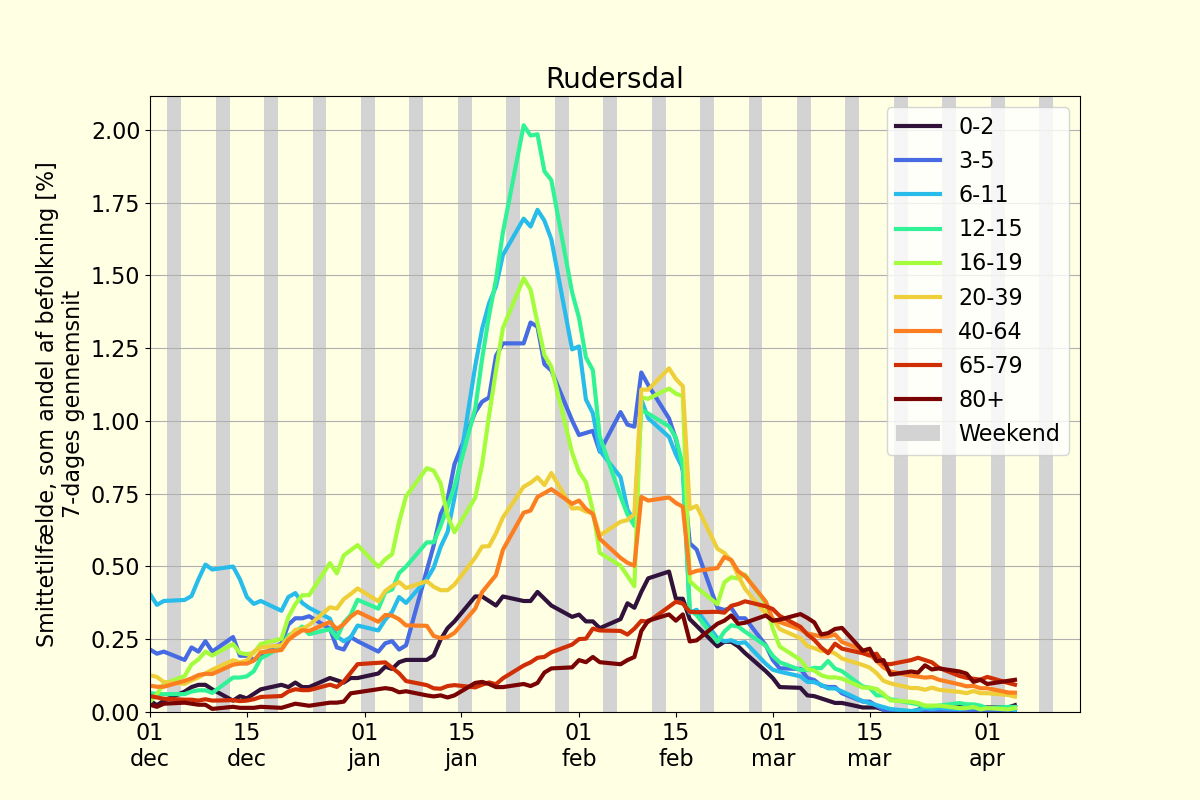 Rudersdal
Smittetilfælde, som andel af befolkning [%]
7-dages gennemsnit
2.00
1.75
1.50
1.25
1.00
0.75
0.50
0.25
0.00
01
dec
15
dec
01
jan
15
jan
01
feb
15
feb
01
mar
15
mar
01
apr
0-2
3-5
6-11
12-15
16-19
20-39
40-64
65-79
80+
Weekend